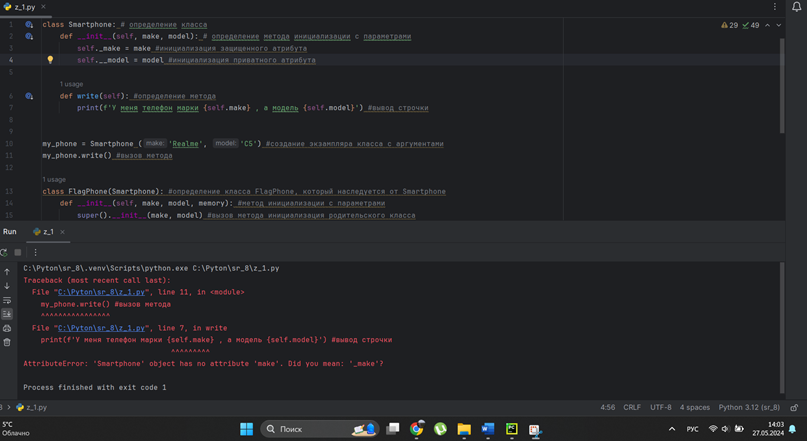 z_1.py
29 49
1 class Smartphone: # определение класса
2 def __init__(self, make, model): # определение метода инициализации с параметрами
3 self._make = make #инициализация защищенного атрибута
4 self.__model = model #инициализация приватного атрибута
5
1 usage
6 def write(self): #определение метода
7 print(f'У меня телефон марки {self.make} , а модель {self.model}') #вывод строчки
8
9
10 my_phone = Smartphone ( make: 'Realme', model: 'C5') #создание экзампляра класса с аргументами
11 my_phone.write() #вызов метода
12
1 usage
13 class FlagPhone(Smartphone): #определение класса FlagPhone, который наследуется от Smartphone
14 def __init__(self, make, model, memory): #метод инициализации с параметрами
15 super().__init__(make, model) #вызов метода инициализация родительского класса
Run z_1
C:\Pyton\sr_8\.venv\Scripts\python.exe C:\Pyton\sr_8\z_1.py
Traceback (most recent call last):
File "C:\Pyton\sr_8\z_1.py", line 11, in <module>
my_phone.write() #вызов метода
^^^^^^^^^^^^^^^^
File "C:\Pyton\sr_8\z_1.py", line 7, in write
print(f'У меня телефон марки {self.make} , а модель {self.model}') #вывод строчки
^^^^^^^^^
AttributeError: 'Smartphone' object has no attribute 'make'. Did you mean: '_make'?
Process finished with exit code 1
8 > z_1.py 4:56 CRLF UTF-8 4 spaces Python 3.12 (sr_8)
5°C
Облачно
Поиск
РУС
14:03
27.05.2024